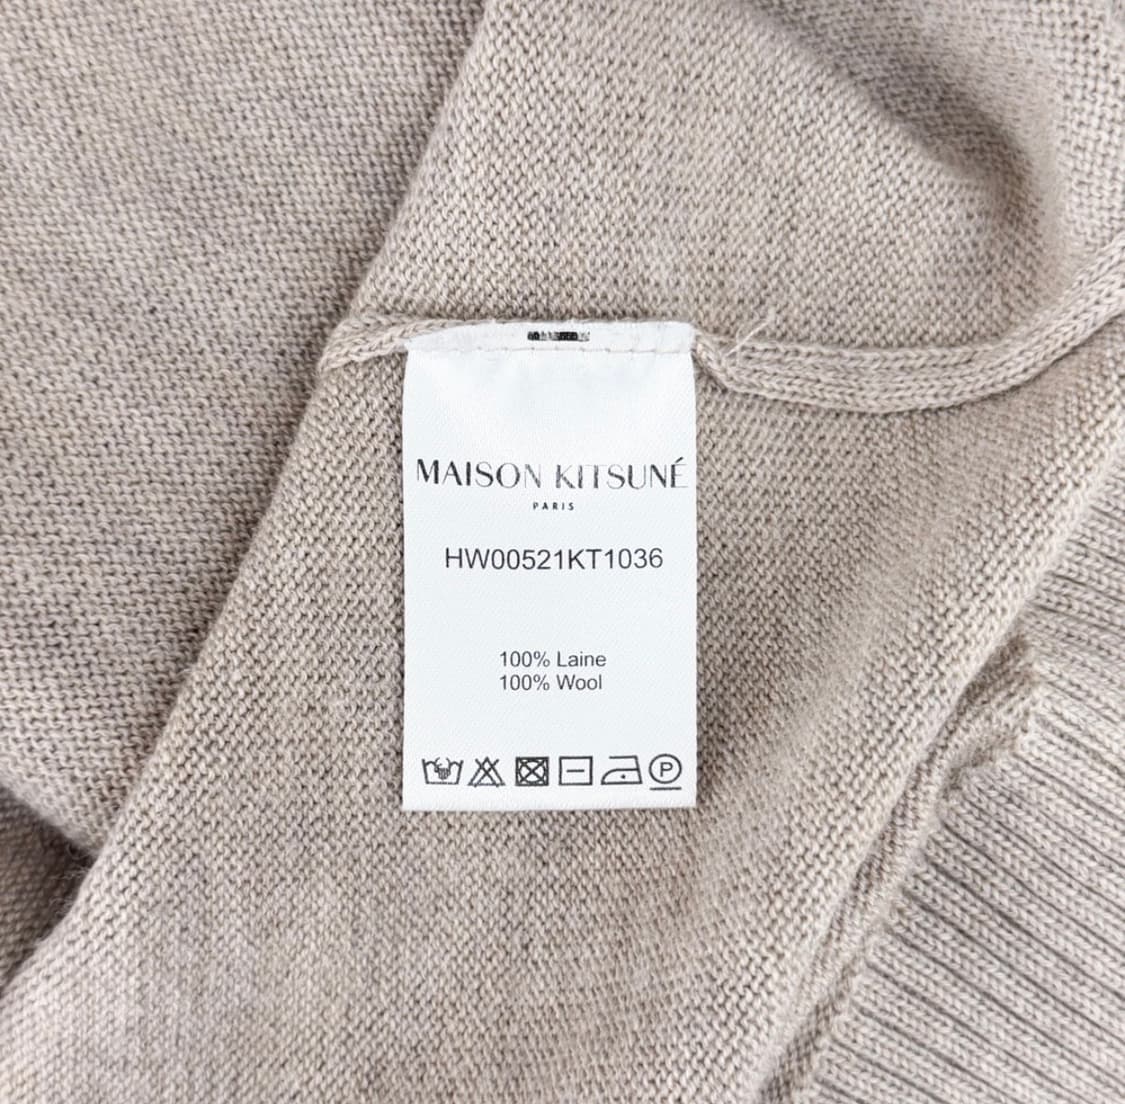 MAISON KITSUNÉ
PARIS
HW00521KT1036
100% Laine
100% Wool
P